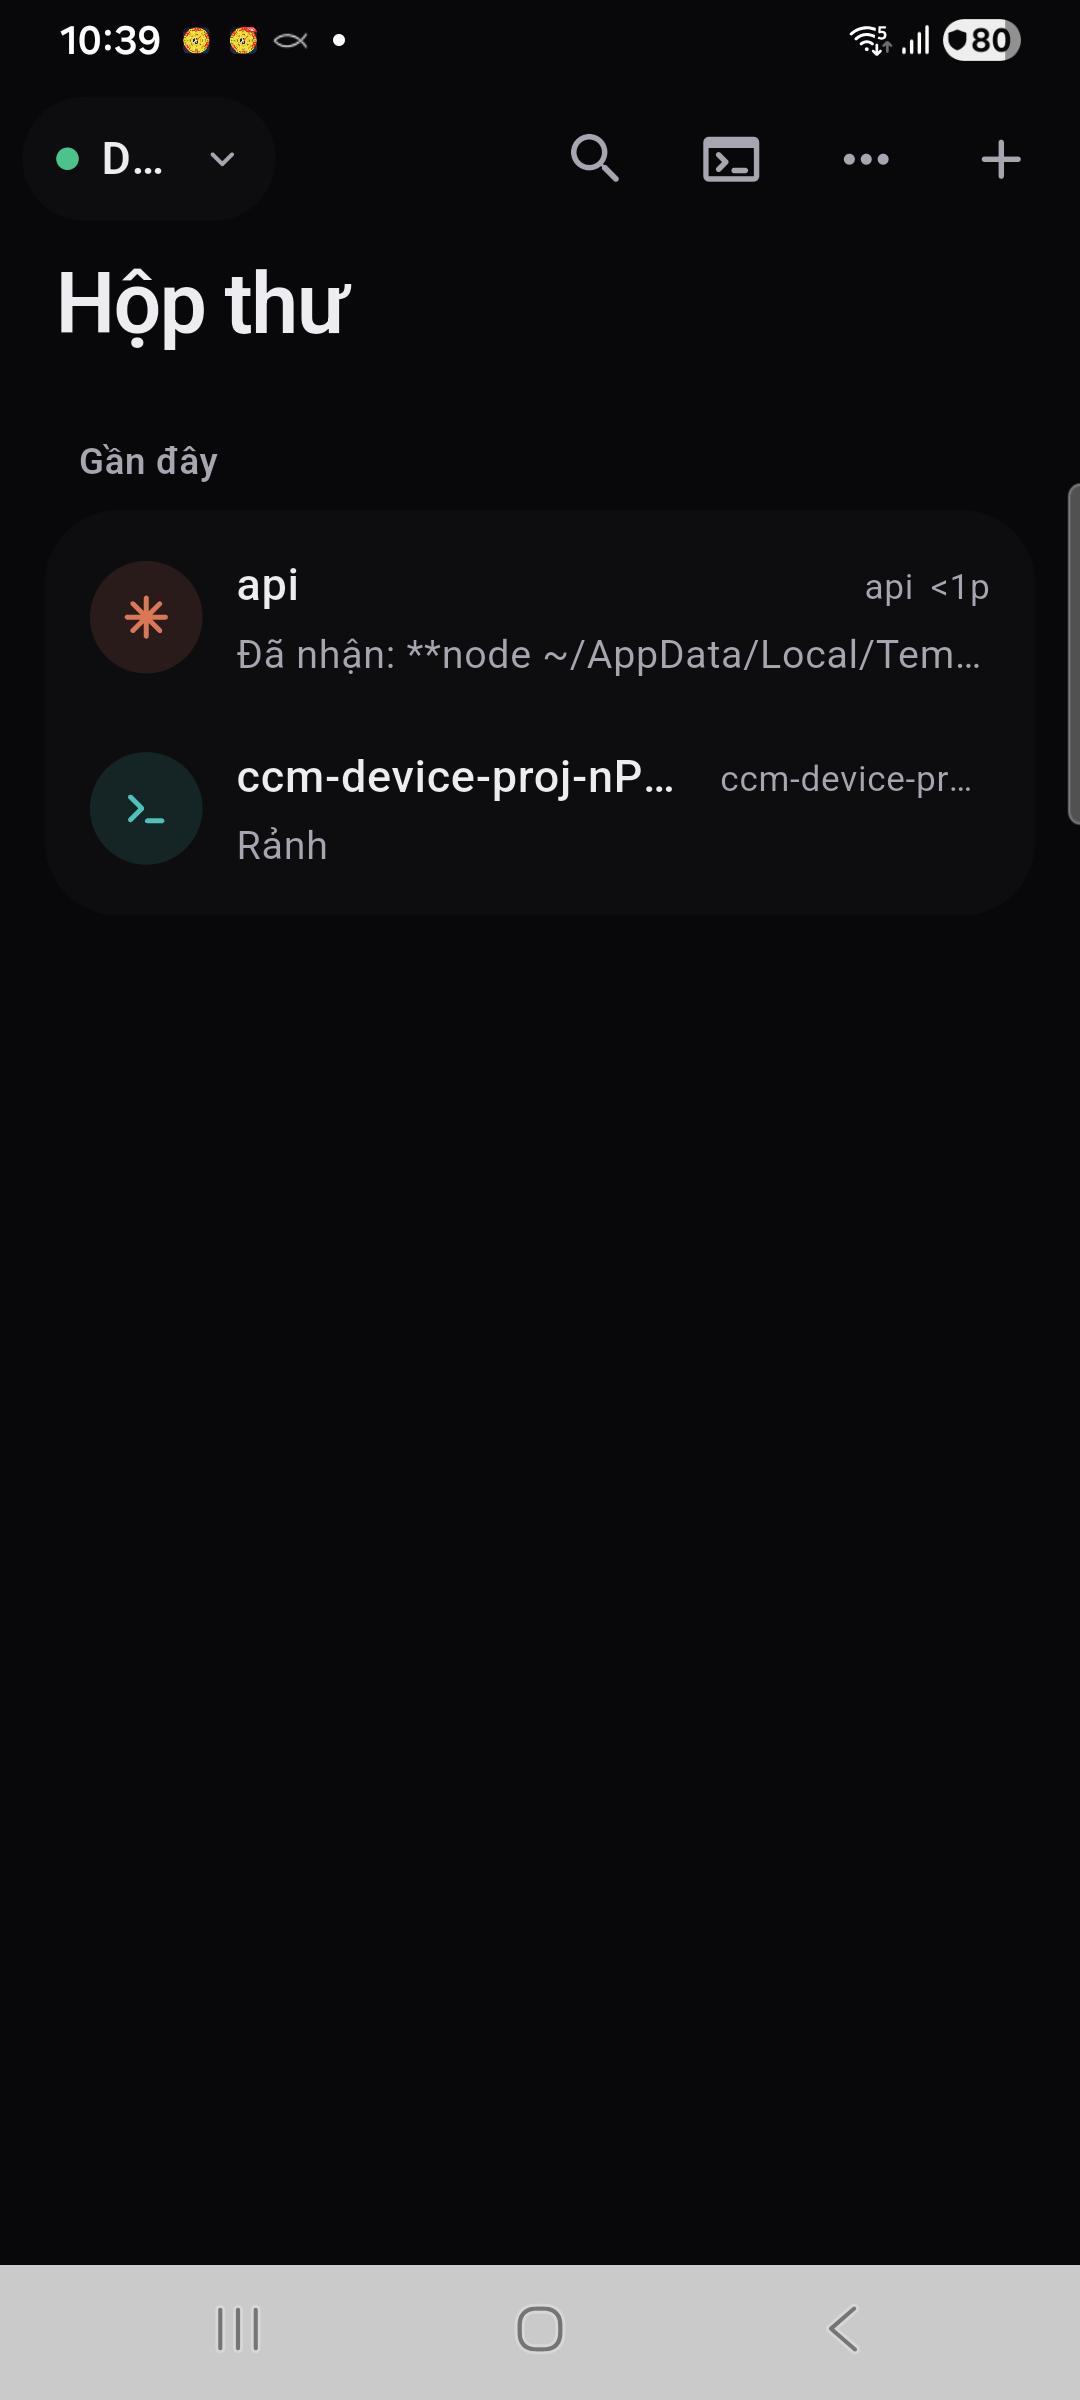 10:39
5
80
D...
Hộp thư
Gần đây
api
api <1p
Đã nhận: **node ~/AppData/Local/Tem...
ccm-device-proj-nP...
ccm-device-pr...
Rảnh